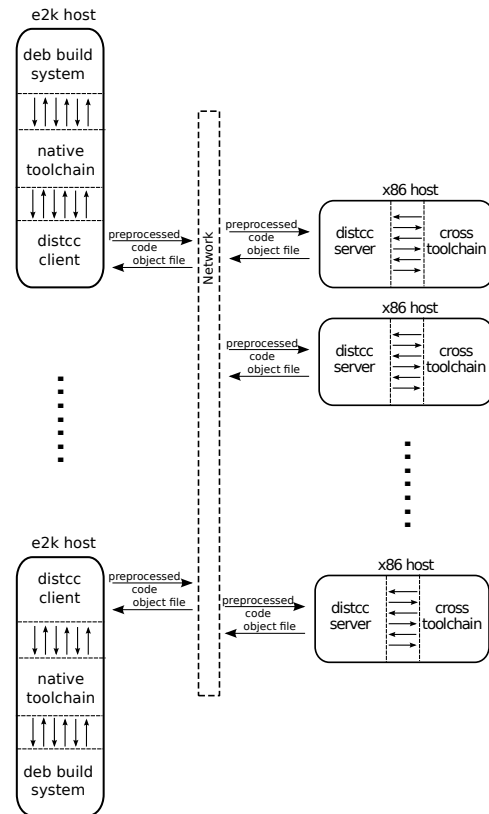 e2k host
deb build
system
native
toolchain
distcc
client
preprocessed
code
object file
Network
preprocessed
code
object file
x86 host
distcc
server
cross
toolchain
preprocessed
code
object file
x86 host
distcc
server
cross
toolchain
e2k host
distcc
client
native
toolchain
deb build
system
preprocessed
code
object file
preprocessed
code
object file
x86 host
distcc
server
cross
toolchain